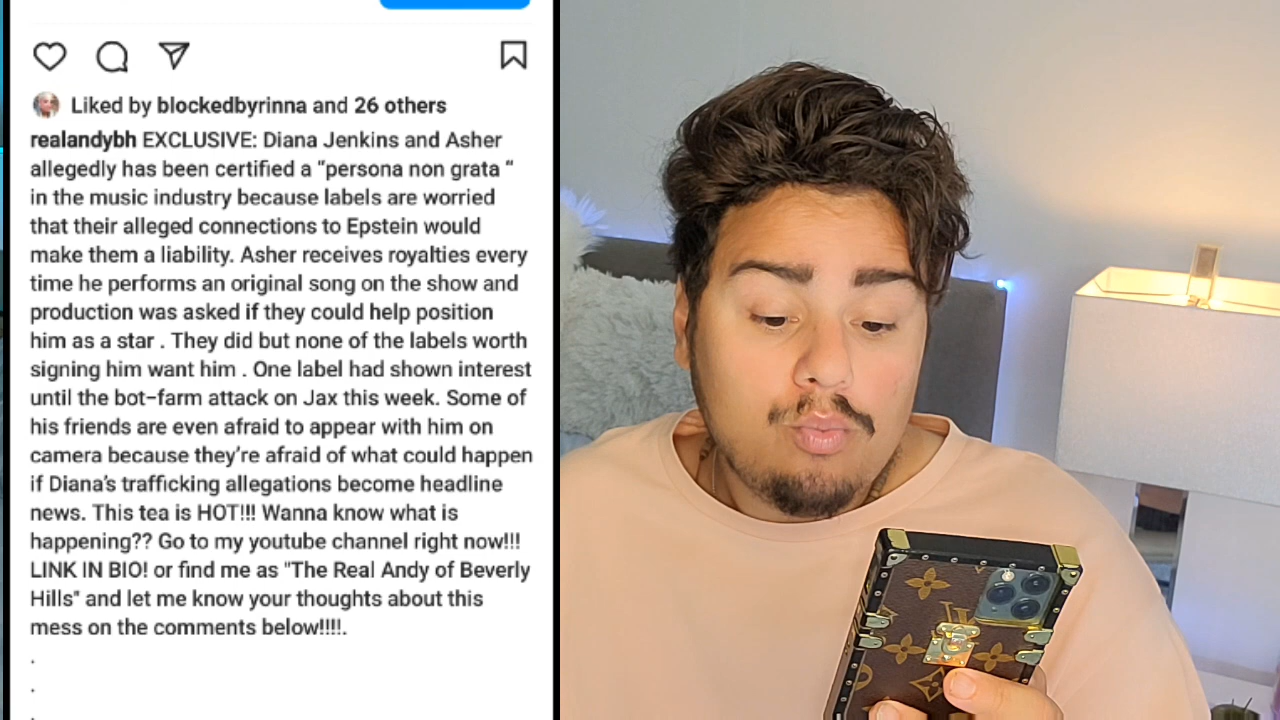 Liked by blockedbyrinna and 26 others
realandybh EXCLUSIVE: Diana Jenkins and Asher
allegedly has been certified a “persona non grata “
in the music industry because labels are worried
that their alleged connections to Epstein would
make them a liability. Asher receives royalties every
time he performs an original song on the show and
production was asked if they could help position
him as a star . They did but none of the labels worth
signing him want him . One label had shown interest
until the bot-farm attack on Jax this week. Some of
his friends are even afraid to appear with him on
camera because they’re afraid of what could happen
if Diana’s trafficking allegations become headline
news. This tea is HOT!!! Wanna know what is
happening?? Go to my youtube channel right now!!!
LINK IN BIO! or find me as "The Real Andy of Beverly
Hills" and let me know your thoughts about this
mess on the comments below!!!!.
.
.
.